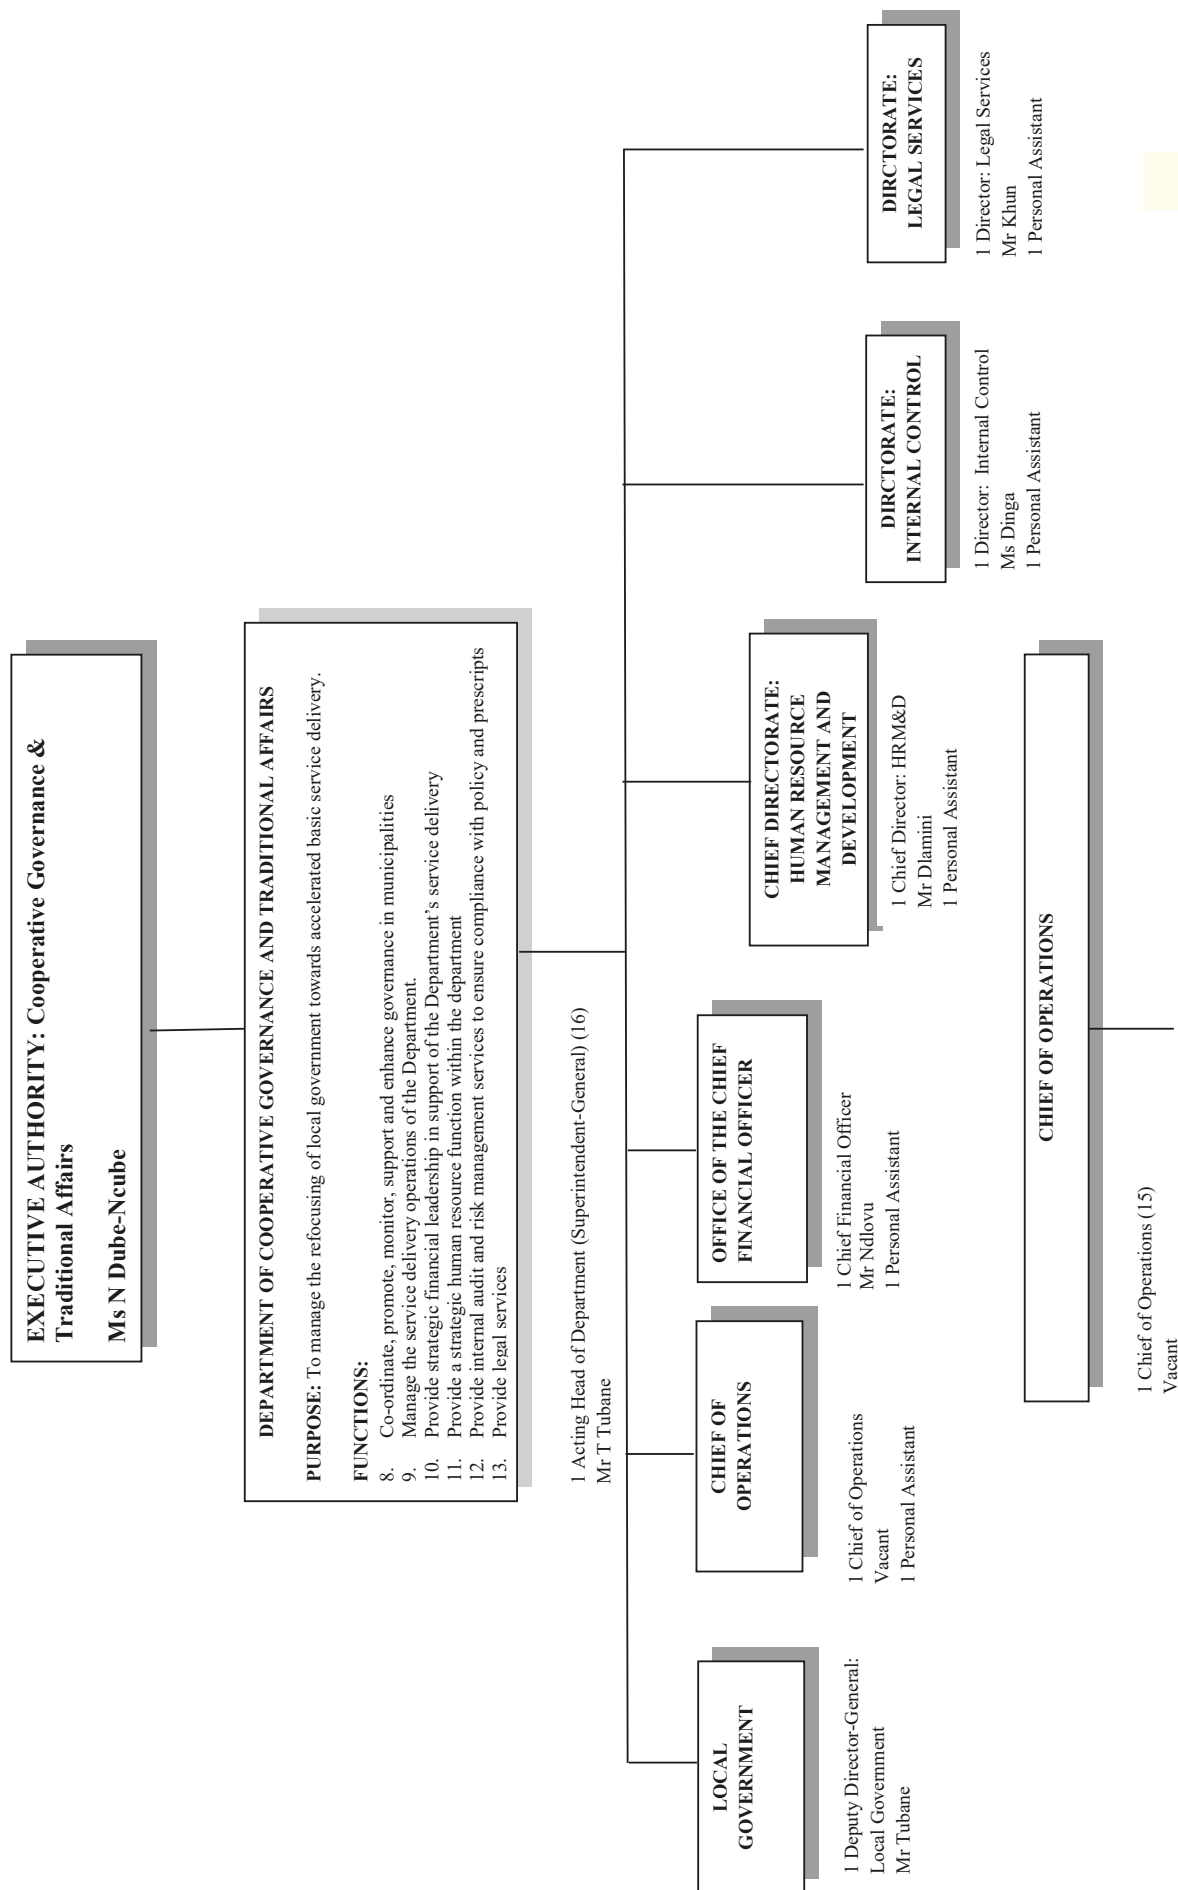 EXECUTIVE AUTHORITY: Cooperative Governance &
Traditional Affairs
Ms N Dube-Ncube
DEPARTMENT OF COOPERATIVE GOVERNANCE AND TRADITIONAL AFFAIRS
PURPOSE: To manage the refocusing of local government towards accelerated basic service delivery.
FUNCTIONS:
8. Co-ordinate, promote, monitor, support and enhance governance in municipalities
9. Manage the service delivery operations of the Department.
10. Provide strategic financial leadership in support of the Department's service delivery
11. Provide a strategic human resource function within the department
12. Provide internal audit and risk management services to ensure compliance with policy and prescripts
13. Provide legal services
1 Acting Head of Department (Superintendent-General) (16)
Mr T Tubane
LOCAL
GOVERNMENT
1 Deputy Director-General:
Local Government
Mr Tubane
CHIEF OF
OPERATIONS
1 Chief of Operations
Vacant
1 Personal Assistant
OFFICE OF THE CHIEF
FINANCIAL OFFICER
1 Chief Financial Officer
Mr Ndlovu
1 Personal Assistant
CHIEF DIRECTORATE:
HUMAN RESOURCE
MANAGEMENT AND
DEVELOPMENT
1 Chief Director: HRM&D
Mr Dlamini
1 Personal Assistant
DIRCTORATE:
INTERNAL CONTROL
1 Director: Internal Control
Ms Dinga
1 Personal Assistant
DIRCTORATE:
LEGAL SERVICES
1 Director: Legal Services
Mr Khun
1 Personal Assistant
CHIEF OF OPERATIONS
1 Chief of Operations (15)
Vacant